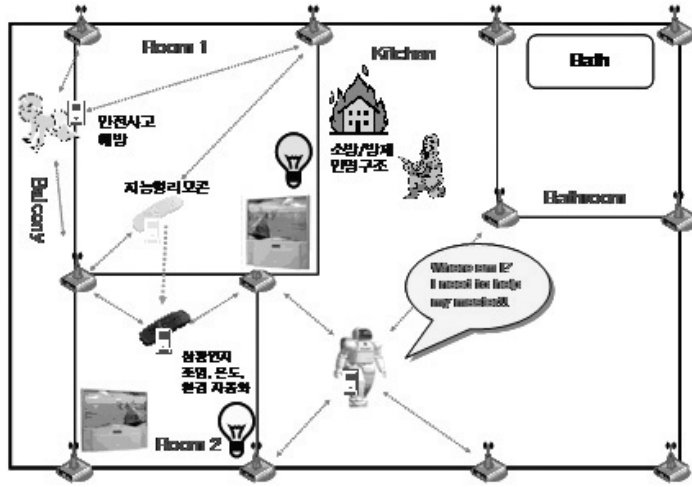 Room 1
Kitchen
Bath
안전사고
예방
소방/방재
인명구조
지능형리모콘
Balcony
Bathroom
Where am I?
I need to help
my master!!
상황인지
조명, 온도,
환경 자동화
Room 2